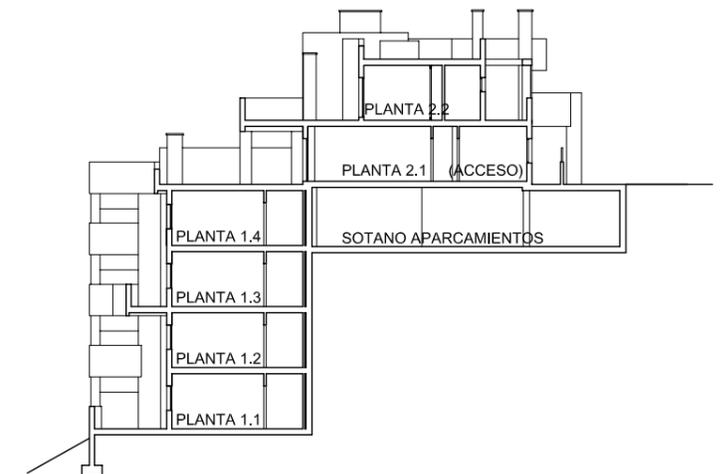 PLANTA 2.2
PLANTA 2.1 (ACCESO)
PLANTA 1.4
SOTANO APARCAMIENTOS
PLANTA 1.3
PLANTA 1.2
PLANTA 1.1